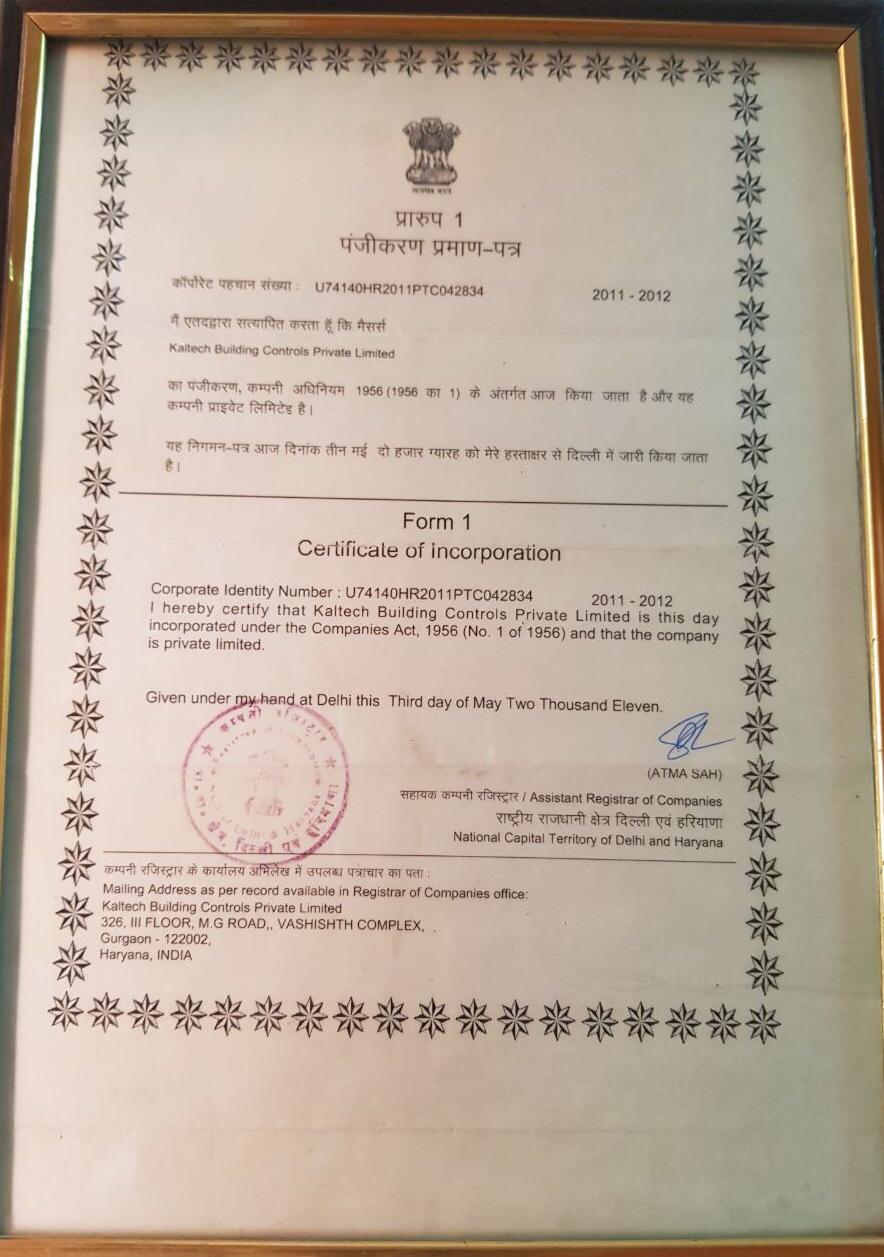 प्रारुप 1
पंजीकरण प्रमाण-पत्र
कॉर्पोरेट पहचान संख्या : U74140HR2011PTC042834 2011 - 2012
मैं एतदद्वारा सत्यापित करता हूँ कि मैसर्स
Kaltech Building Controls Private Limited
का पंजीकरण, कम्पनी अधिनियम 1956 (1956 का 1) के अंतर्गत आज किया जाता है और यह
कम्पनी प्राइवेट लिमिटेड है।
यह निगमन-पत्र आज दिनांक तीन मई दो हजार ग्यारह को मेरे हस्ताक्षर से दिल्ली में जारी किया जाता
है।
Form 1
Certificate of Incorporation
Corporate Identity Number : U74140HR2011PTC042834 2011 - 2012
I hereby certify that Kaltech Building Controls Private Limited is this day
incorporated under the Companies Act, 1956 (No. 1 of 1956) and that the company
is private limited.
Given under my hand at Delhi this Third day of May Two Thousand Eleven.
(ATMA SAH)
सहायक कम्पनी रजिस्ट्रार / Assistant Registrar of Companies
राष्ट्रीय राजधानी क्षेत्र दिल्ली एवं हरियाणा
National Capital Territory of Delhi and Haryana
कम्पनी रजिस्ट्रार के कार्यालय अभिलेख में उपलब्ध पत्राचार का पता :
Mailing Address as per record available in Registrar of Companies office:
Kaltech Building Controls Private Limited
326, III FLOOR, M.G ROAD,, VASHISHTH COMPLEX, .
Gurgaon - 122002,
Haryana, INDIA